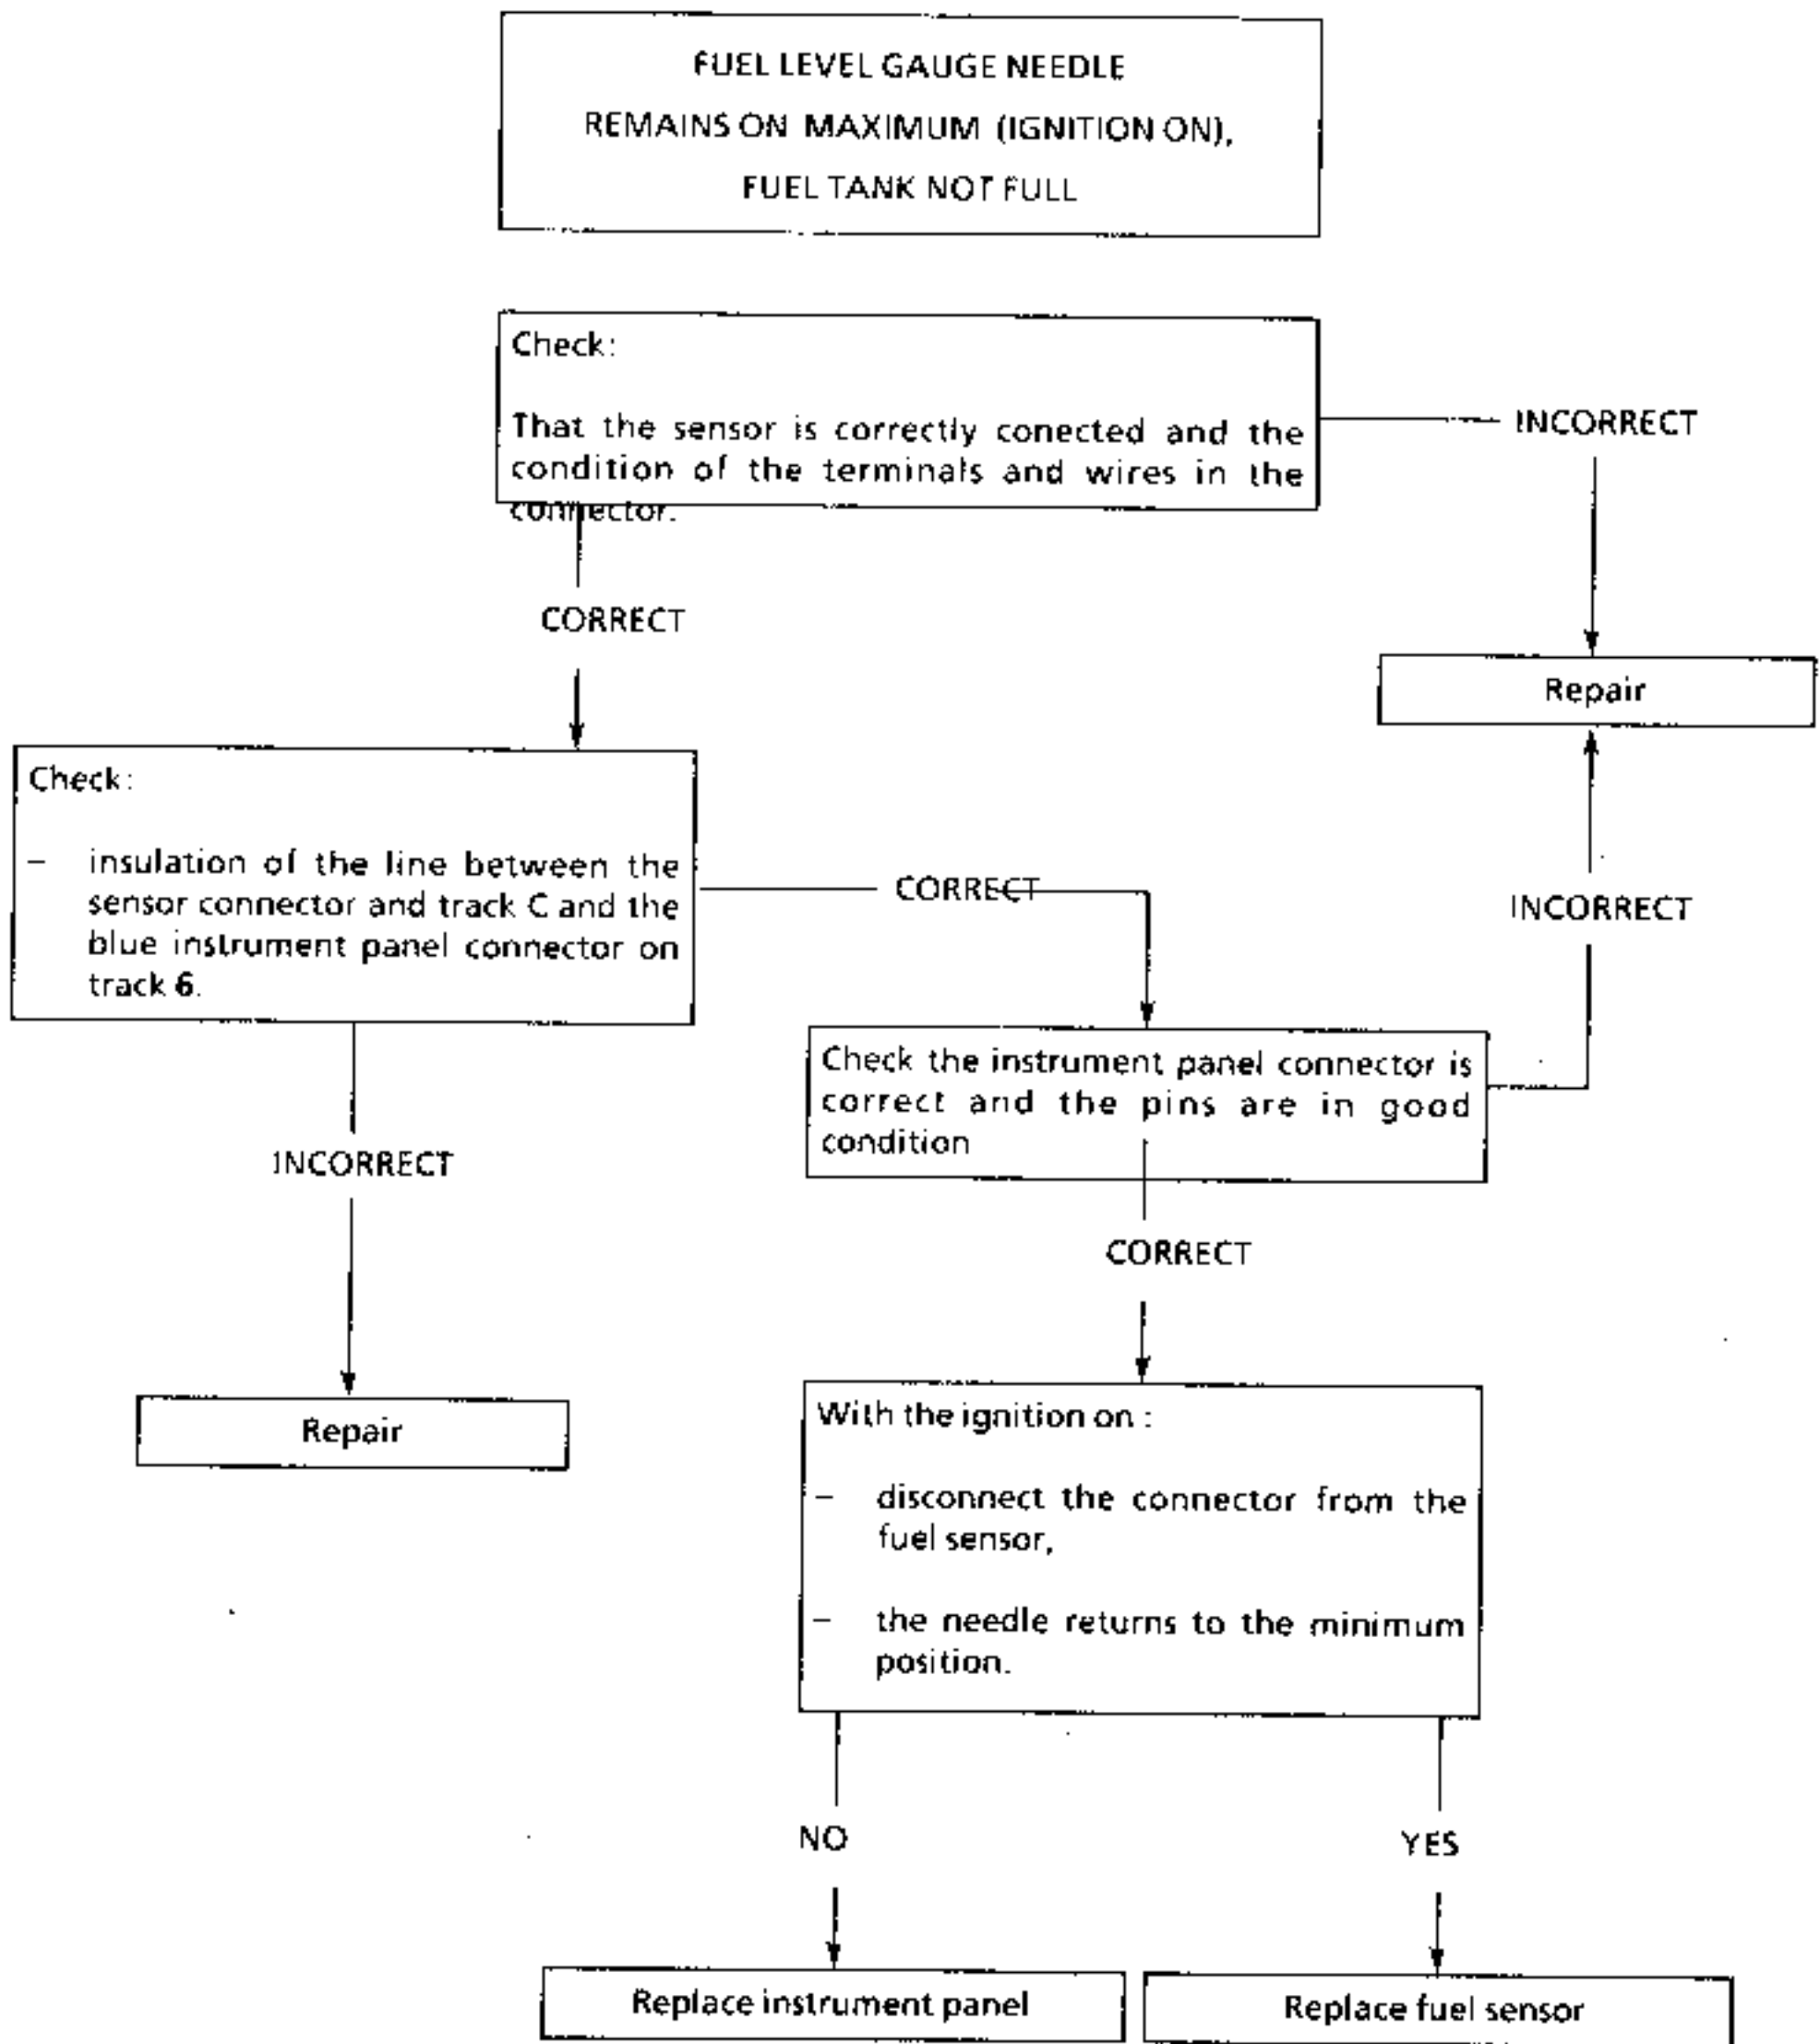 FUEL LEVEL GAUGE NEEDLE
REMAINS ON MAXIMUM (IGNITION ON),
FUEL TANK NOT FULL
Check:
That the sensor is correctly conected and the
condition of the terminals and wires in the
connector.
INCORRECT
CORRECT
Repair
Check:
– insulation of the line between the
sensor connector and track C and the
blue instrument panel connector on
track 6.
CORRECT
INCORRECT
Check the instrument panel connector is
correct and the pins are in good
condition
INCORRECT
CORRECT
Repair
With the ignition on :
– disconnect the connector from the
fuel sensor,
– the needle returns to the minimum
position.
NO
YES
Replace instrument panel
Replace fuel sensor